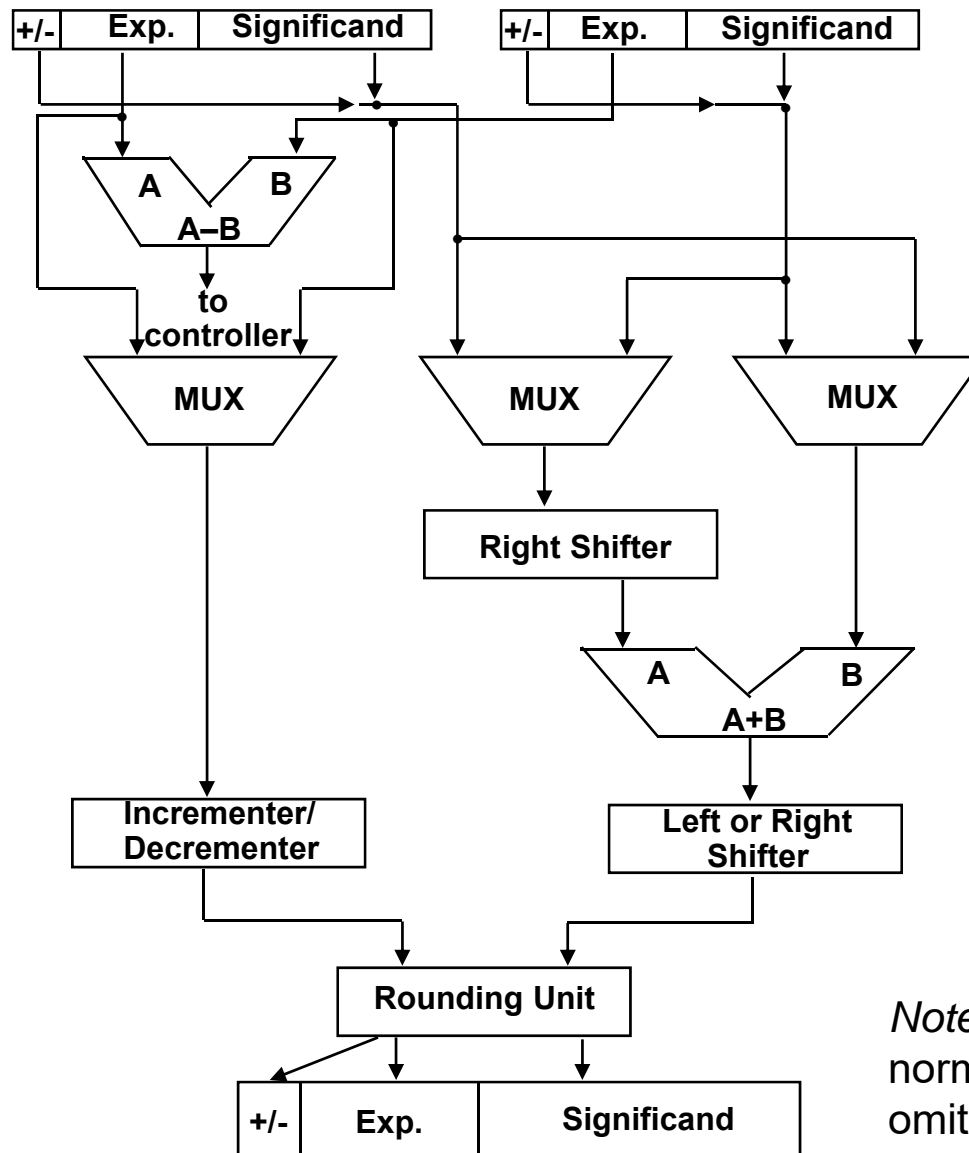 +/- Exp. Significand
+/- Exp. Significand
A B
A–B
to
controller
MUX
MUX
MUX
Right Shifter
A B
A+B
Incrementer/
Decrementer
Left or Right
Shifter
Rounding Unit
+/- Exp. Significand
Note
norm
omit